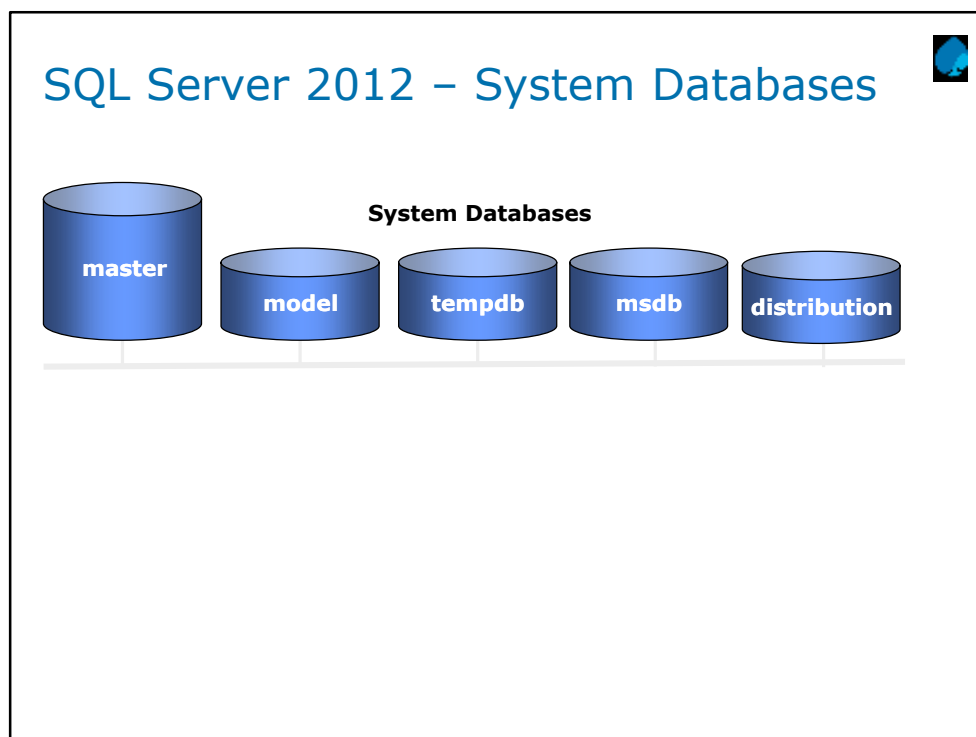 SQL Server 2012 – System Databases
System Databases
master
model
tempdb
msdb
distribution